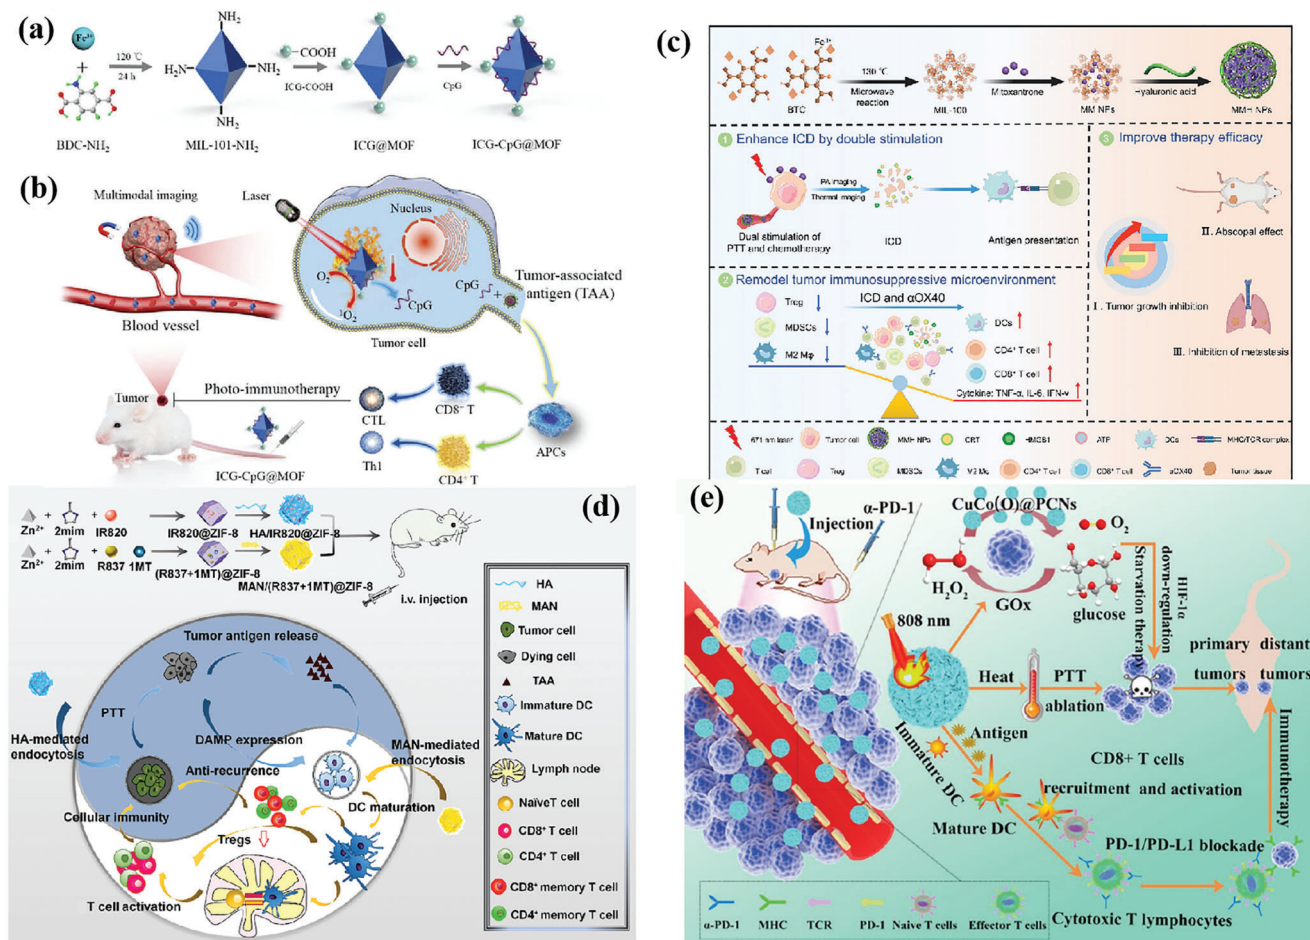 (a)
Fe³⁺
+
120 ℃
24 h
BDC-NH₂
NH₂
H₂N
NH₂
NH₂
MIL-101-NH₂
COOH
ICG-COOH
ICG@MOF
CpG
ICG-CpG@MOF
(b)
Multimodal imaging
Blood vessel
Laser
Nucleus
O₂
¹O₂
CpG
Tumor cell
CpG
+
Tumor-associated
antigen (TAA)
Photo-immunotherapy
Tumor
ICG-CpG@MOF
CTL
CD8⁺ T
Th1
CD4⁺ T
APCs
(c)
Fe³⁺
BTC
130 ℃
Microwave
reaction
MIL-100
Mitoxantrone
MM NPs
Hyaluronic acid
MMH NPs
1 Enhance ICD by double stimulation
Dual stimulation of
PTT and chemotherapy
PA imaging
Thermal imaging
ICD
Antigen presentation
2 Remodel tumor immunosuppressive microenvironment
Treg
MDSCs
M2 Mφ
ICD and αOX40
DCs
CD4⁺ T cell
CD8⁺ T cell
Cytokine: TNF-α, IL-6, IFN-γ
3 Improve therapy efficacy
I . Tumor growth inhibition
II. Abscopal effect
III. Inhibition of metastasis
671 nm laser
Tumor cell
MMH NPs
CRT
HMGB1
ATP
DCs
MHC/TCR complex
T cell
Treg
MDSCs
M2 Mφ
CD4⁺ T cell
CD8⁺ T cell
αOX40
Tumor tissue
(d)
Zn²⁺ + 2mim + IR820
IR820@ZIF-8
HA/IR820@ZIF-8
Zn²⁺ + 2mim + R837 1MT
(R837+1MT)@ZIF-8
MAN/(R837+1MT)@ZIF-8
i.v. injection
Tumor antigen release
PTT
DAMP expression
HA-mediated
endocytosis
MAN-mediated
endocytosis
Anti-recurrence
DC maturation
Cellular immunity
Tregs
T cell activation
HA
MAN
Tumor cell
Dying cell
TAA
Immature DC
Mature DC
Lymph node
NaïveT cell
CD8⁺ T cell
CD4⁺ T cell
CD8⁺ memory T cell
CD4⁺ memory T cell
(e)
α-PD-1
Injection
CuCo(O)@PCNs
O₂
H₂O₂
GOx
glucose
HIF-1α
down-regulation
Starvation therapy
808 nm
Heat
PTT
ablation
primary
tumors
distant
tumors
Antigen
Immature DC
Mature DC
CD8+ T cells
recruitment and activation
PD-1/PD-L1 blockade
Immunotherapy
Cytotoxic T lymphocytes
α-PD-1
MHC
TCR
PD-1
Naive T cells
Effector T cells